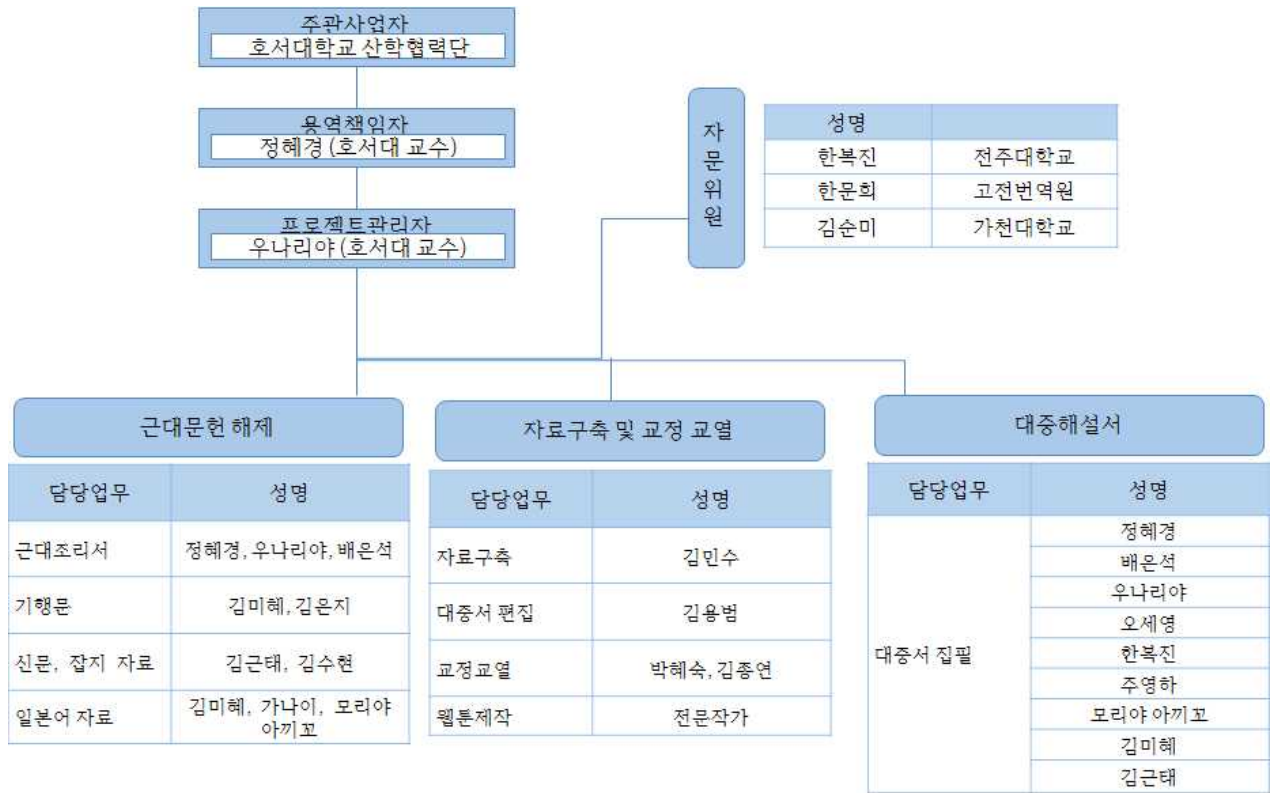 주관사업자
호서대학교 산학협력단
용역책임자
정혜경 (호서대 교수)
프로젝트관리자
우나리야 (호서대 교수)
자
문
위
원
성명
한복진 전주대학교
한문희 고전번역원
김순미 가천대학교
근대문헌 해제
담당업무 성명
근대조리서 정혜경, 우나리야, 배은석
기행문 김미혜, 김은지
신문, 잡지 자료 김근태, 김수현
일본어 자료 김미혜, 가나이, 모리야
아끼꼬
자료구축 및 교정 교열
담당업무 성명
자료구축 김민수
대중서 편집 김용범
교정교열 박혜숙, 김종연
웹툰제작 전문작가
대중해설서
담당업무 성명
대중서 집필
정혜경
배은석
우나리야
오세영
한복진
주영하
모리야 아끼꼬
김미혜
김근태